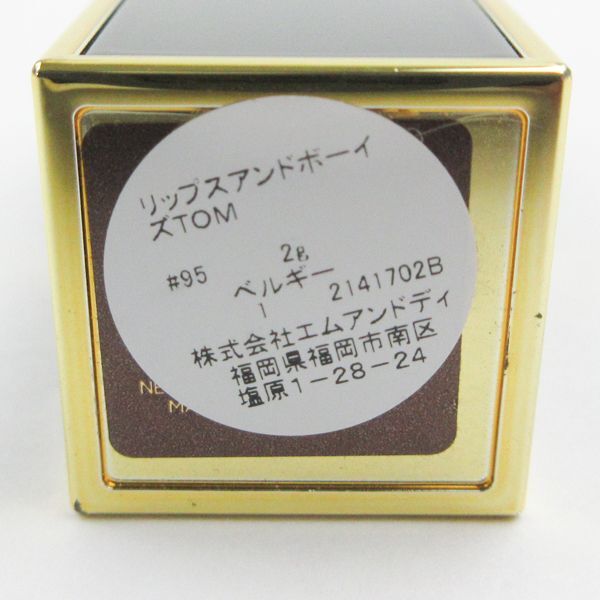 リップスアンドボーイ
ズTOM
2g
#95 ベルギー
1 2141702B
株式会社エムアンドディ
福岡県福岡市南区
塩原1-28-24
NE
MA